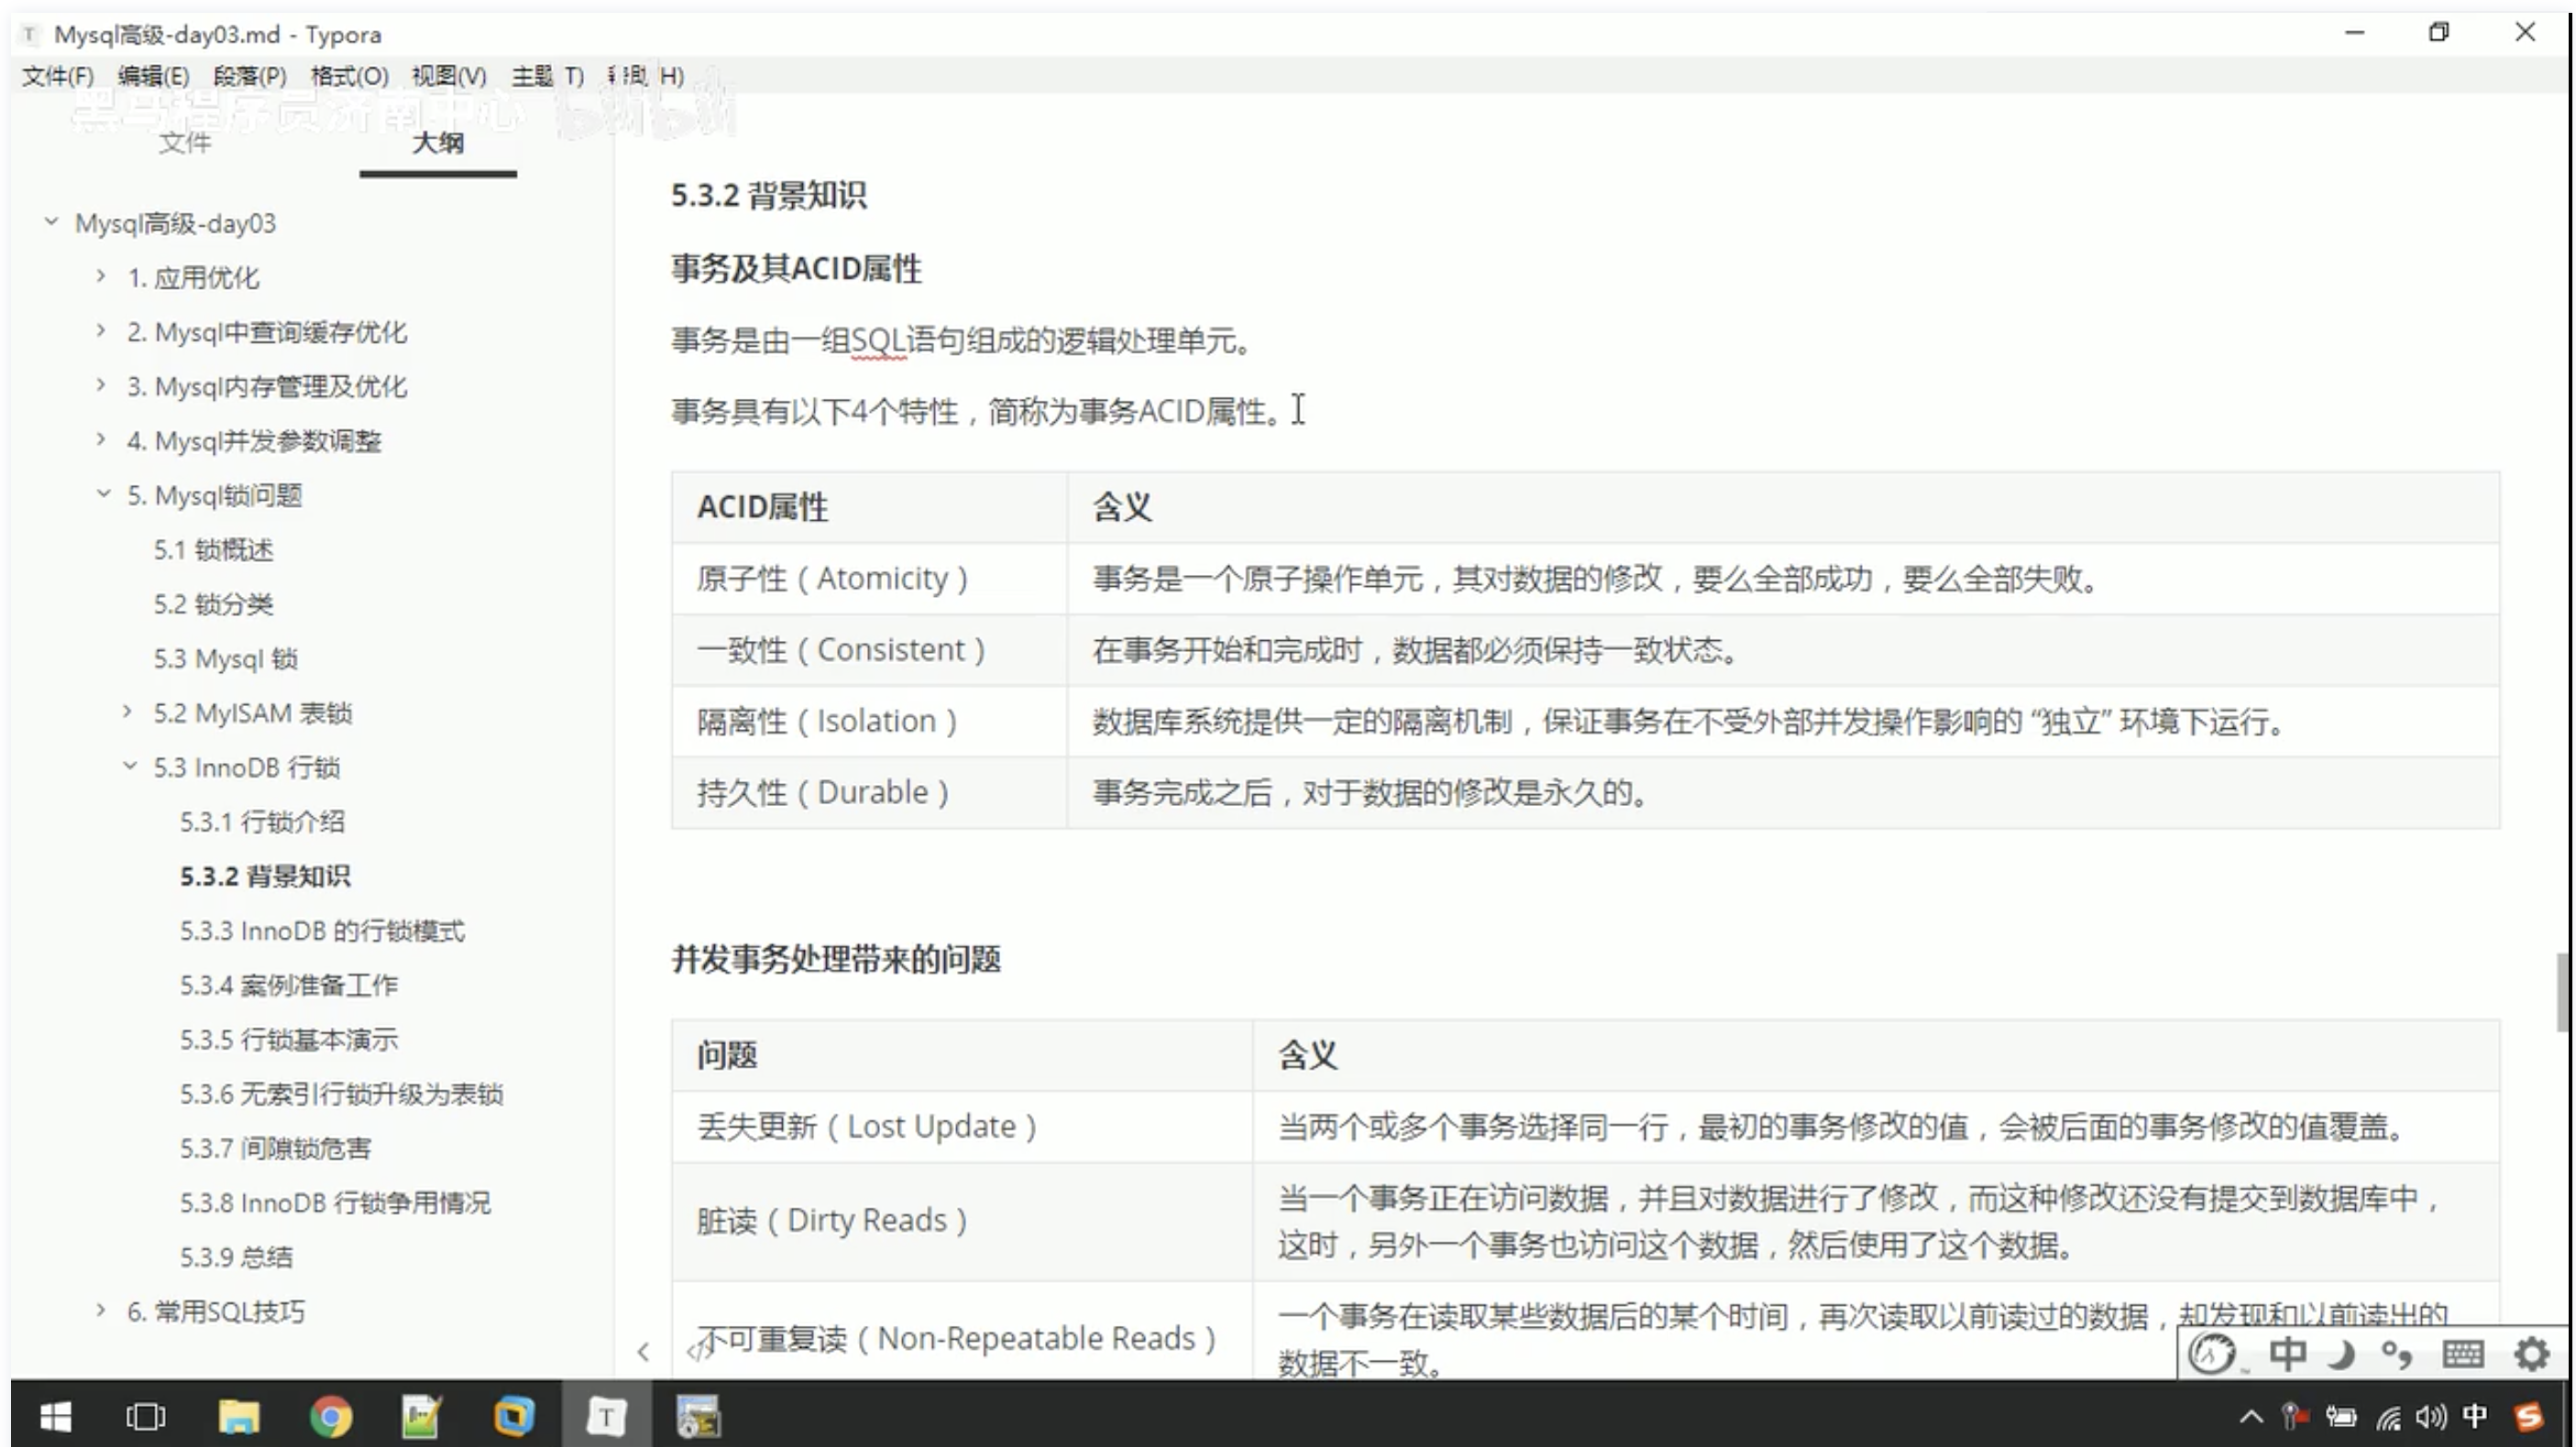 Mysql高级-day03.md - Typora
文件(F) 编辑(E) 段落(P) 格式(O) 视图(V) 主题 T) 帮助 H)
黑马程序员济南中心 bilibili
文件 大纲
Mysql高级-day03
1. 应用优化
2. Mysql中查询缓存优化
3. Mysql内存管理及优化
4. Mysql并发参数调整
5. Mysql锁问题
5.1 锁概述
5.2 锁分类
5.3 Mysql 锁
5.2 MyISAM 表锁
5.3 InnoDB 行锁
5.3.1 行锁介绍
5.3.2 背景知识
5.3.3 InnoDB 的行锁模式
5.3.4 案例准备工作
5.3.5 行锁基本演示
5.3.6 无索引行锁升级为表锁
5.3.7 间隙锁危害
5.3.8 InnoDB 行锁争用情况
5.3.9 总结
6. 常用SQL技巧
5.3.2 背景知识
事务及其ACID属性
事务是由一组SQL语句组成的逻辑处理单元。
事务具有以下4个特性，简称为事务ACID属性。
ACID属性 含义
原子性（Atomicity） 事务是一个原子操作单元，其对数据的修改，要么全部成功，要么全部失败。
一致性（Consistent） 在事务开始和完成时，数据都必须保持一致状态。
隔离性（Isolation） 数据库系统提供一定的隔离机制，保证事务在不受外部并发操作影响的 “独立” 环境下运行。
持久性（Durable） 事务完成之后，对于数据的修改是永久的。
并发事务处理带来的问题
问题 含义
丢失更新（Lost Update） 当两个或多个事务选择同一行，最初的事务修改的值，会被后面的事务修改的值覆盖。
脏读（Dirty Reads） 当一个事务正在访问数据，并且对数据进行了修改，而这种修改还没有提交到数据库中，
这时，另外一个事务也访问这个数据，然后使用了这个数据。
不可重复读（Non-Repeatable Reads） 一个事务在读取某些数据后的某个时间，再次读取以前读过的数据，却发现和以前读出的
数据不一致。
中
中